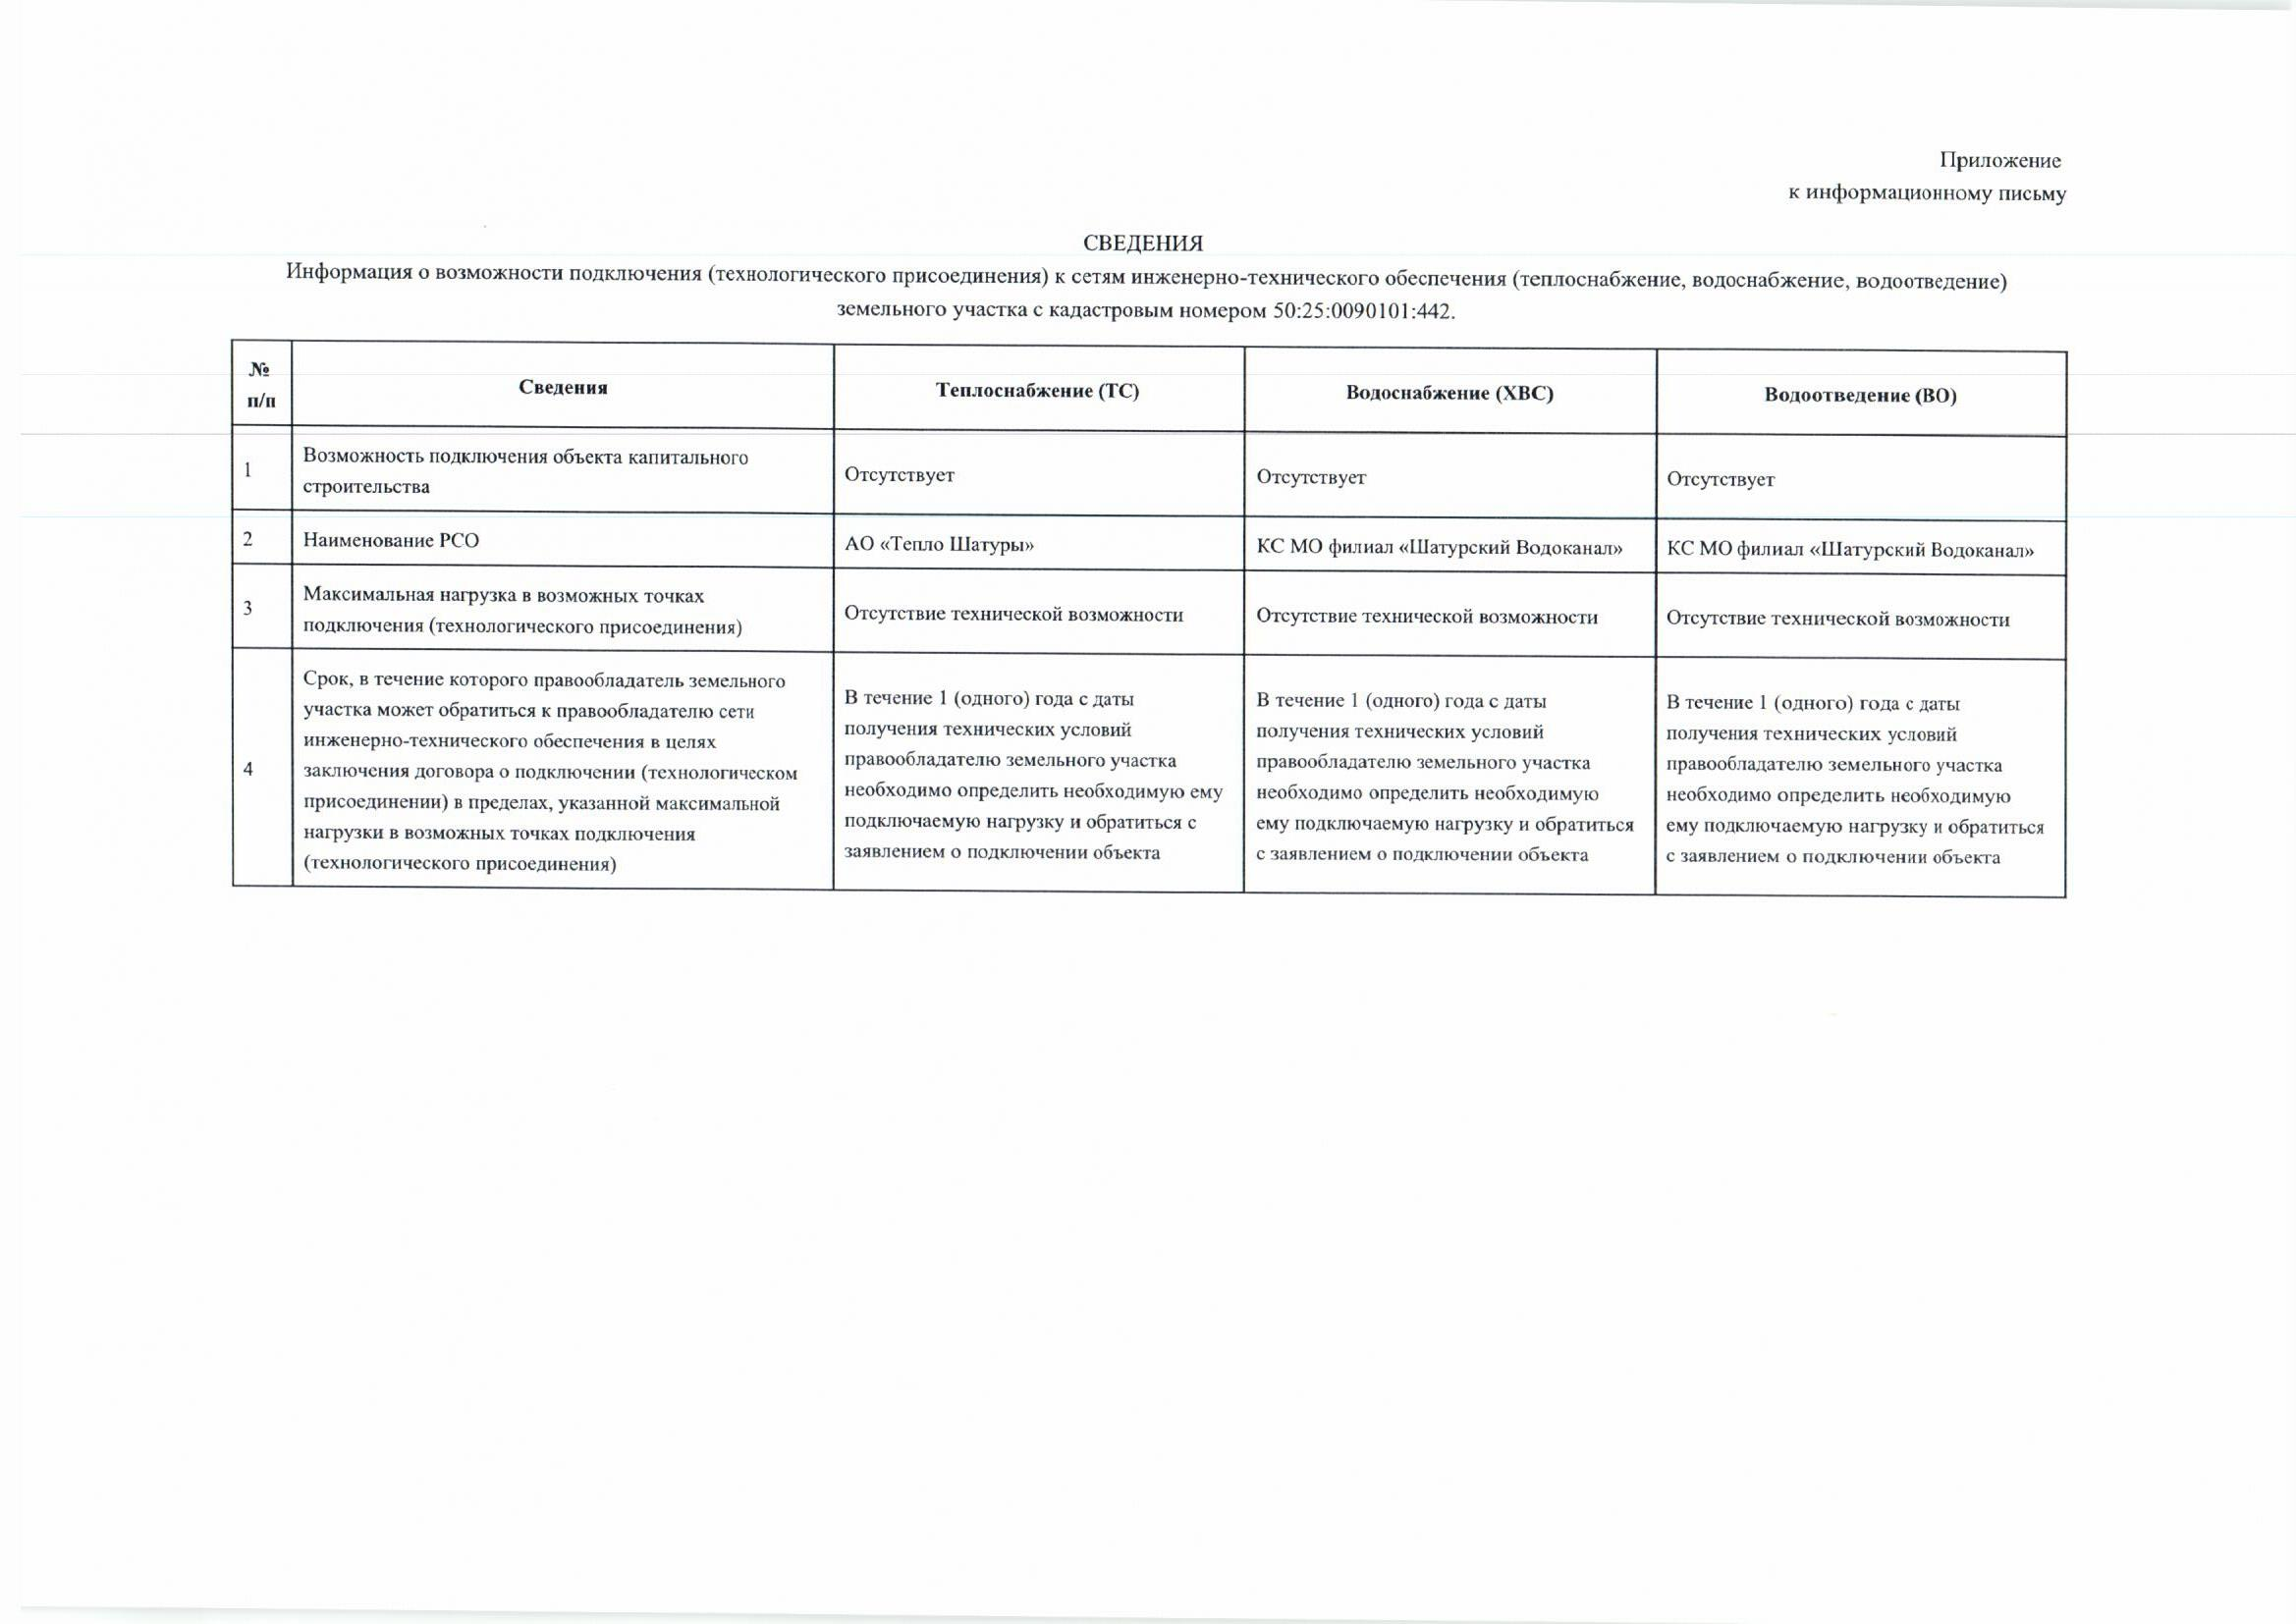 Приложение
к информационному письму
СВЕДЕНИЯ
Информация о возможности подключения (технологического присоединения) к сетям инженерно-технического обеспечения (теплоснабжение, водоснабжение, водоотведение)
земельного участка с кадастровым номером 50:25:0090101:442.
№
п/п
Сведения
Теплоснабжение (ТС)
Водоснабжение (ХВС)
Водоотведение (ВО)
1
Возможность подключения объекта капитального
строительства
Отсутствует
Отсутствует
Отсутствует
2
Наименование РСО
АО «Тепло Шатуры»
КС МО филиал «Шатурский Водоканал»
КС МО филиал «Шатурский Водоканал»
3
Максимальная нагрузка в возможных точках
подключения (технологического присоединения)
Отсутствие технической возможности
Отсутствие технической возможности
Отсутствие технической возможности
4
Срок, в течение которого правообладатель земельного
участка может обратиться к правообладателю сети
инженерно-технического обеспечения в целях
заключения договора о подключении (технологическом
присоединении) в пределах, указанной максимальной
нагрузки в возможных точках подключения
(технологического присоединения)
В течение 1 (одного) года с даты
получения технических условий
правообладателю земельного участка
необходимо определить необходимую ему
подключаемую нагрузку и обратиться с
заявлением о подключении объекта
В течение 1 (одного) года с даты
получения технических условий
правообладателю земельного участка
необходимо определить необходимую
ему подключаемую нагрузку и обратиться
с заявлением о подключении объекта
В течение 1 (одного) года с даты
получения технических условий
правообладателю земельного участка
необходимо определить необходимую
ему подключаемую нагрузку и обратиться
с заявлением о подключении объекта